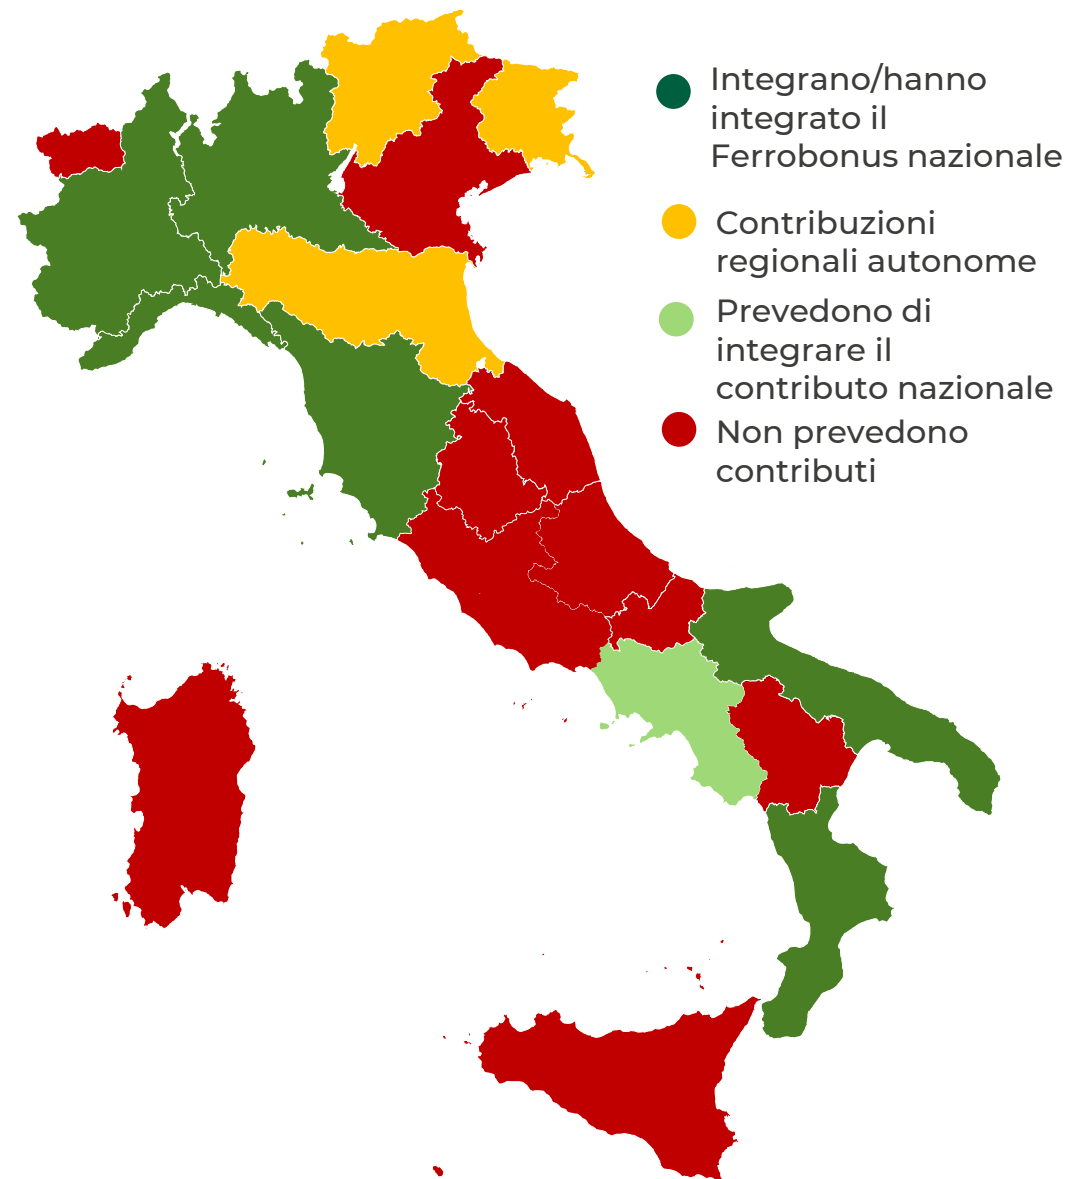 Integrano/hanno
integrato il
Ferrobonus nazionale
Contribuzioni
regionali autonome
Prevedono di
integrare il
contributo nazionale
Non prevedono
contributi